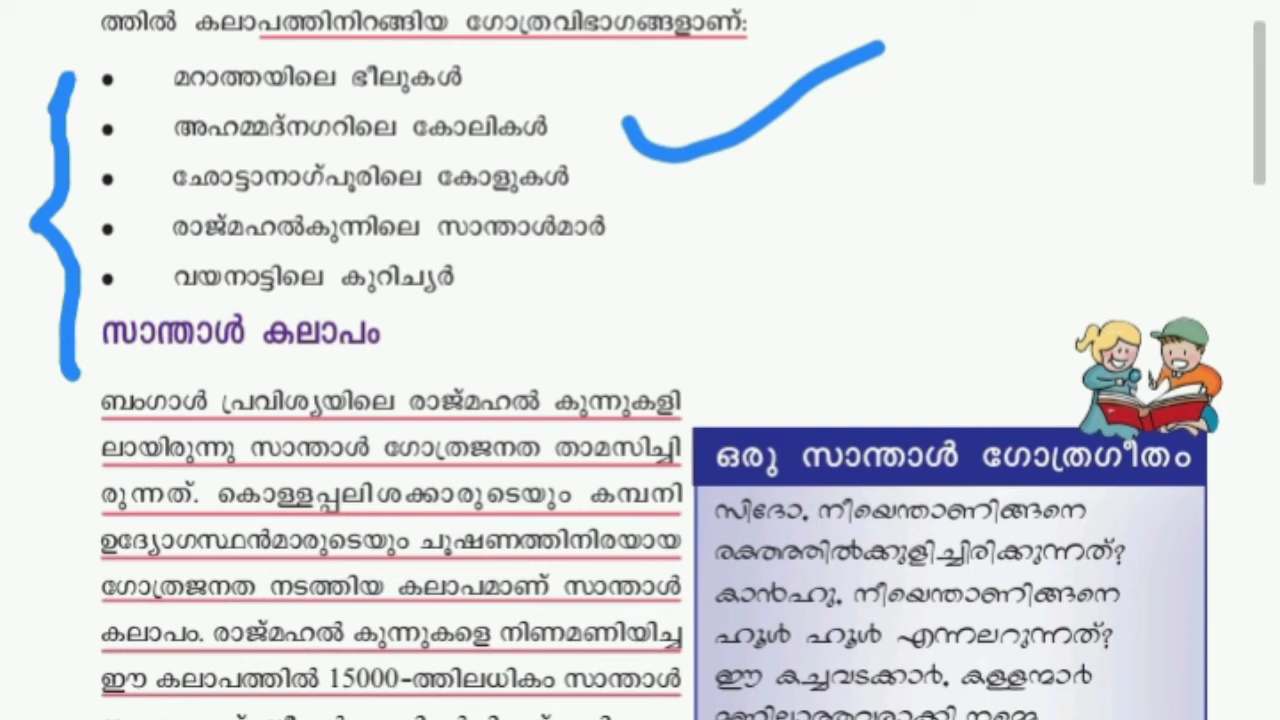 ത്തിൽ കലാപത്തിനിറങ്ങിയ ഗോത്രവിഭാഗങ്ങളാണ്:
• മറാത്തയിലെ ഭീലുകൾ
• അഹമ്മദ്നഗറിലെ കോലികൾ
• ഛോട്ടാനാഗ്പൂരിലെ കോളുകൾ
• രാജ്മഹൽകുന്നിലെ സാന്താൾമാർ
• വയനാട്ടിലെ കുറിച്യർ
സാന്താൾ കലാപം
ബംഗാൾ പ്രവിശ്യയിലെ രാജ്മഹൽ കുന്നുകളി
ലായിരുന്നു സാന്താൾ ഗോത്രജനത താമസിച്ചി
രുന്നത്. കൊള്ളപ്പലിശക്കാരുടെയും കമ്പനി
ഉദ്യോഗസ്ഥൻമാരുടെയും ചൂഷണത്തിനിരയായ
ഗോത്രജനത നടത്തിയ കലാപമാണ് സാന്താൾ
കലാപം. രാജ്മഹൽ കുന്നുകളെ നിണമണിയിച്ച
ഈ കലാപത്തിൽ 15000-ത്തിലധികം സാന്താൾ
ഒരു സാന്താൾ ഗോത്രഗീതം
സിദോ, നീയെന്താണിങ്ങനെ
രക്തത്തിൽക്കുളിച്ചിരിക്കുന്നത്?
കാൻഹു, നീയെന്താണിങ്ങനെ
ഹൂൾ ഹൂൾ എന്നലറുന്നത്?
ഈ കച്ചവടക്കാർ, കള്ളന്മാർ